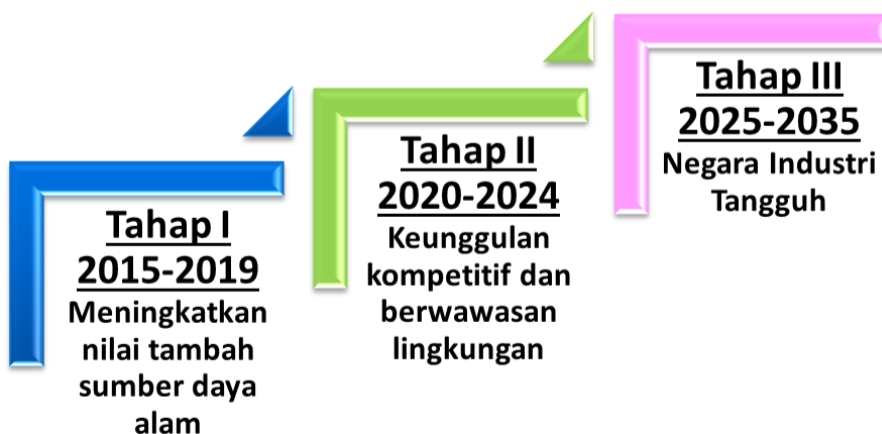 Tahap I
2015-2019
Meningkatkan
nilai tambah
sumber daya
alam
Tahap II
2020-2024
Keunggulan
kompetitif dan
berwawasan
lingkungan
Tahap III
2025-2035
Negara Industri
Tangguh